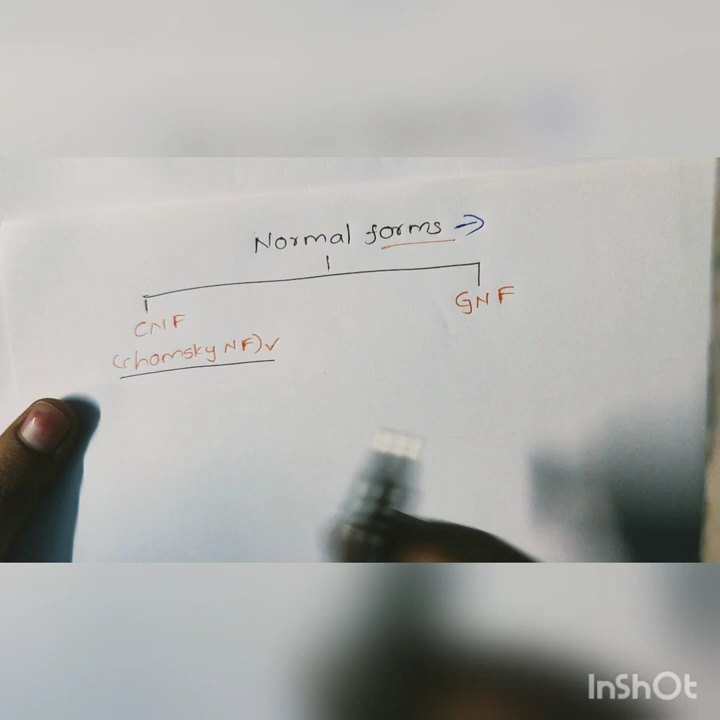 Normal forms →
CNF
GNF
(Chomsky NF) ✓
InShOt